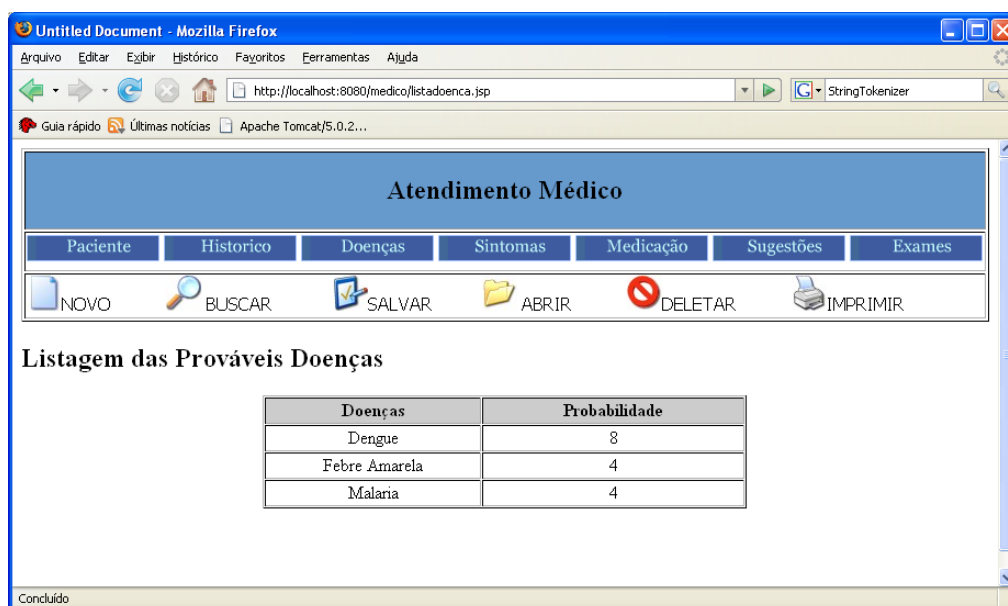 Untitled Document - Mozilla Firefox
Arquivo Editar Exibir Histórico Favoritos Ferramentas Ajuda
http://localhost:8080/medico/listadoenca.jsp G StringTokenizer
Guia rápido Últimas notícias Apache Tomcat/5.0.2...
Atendimento Médico
Paciente Historico Doenças Sintomas Medicação Sugestões Exames
NOVO BUSCAR SALVAR ABRIR DELETAR IMPRIMIR
Listagem das Prováveis Doenças
Doenças Probabilidade
Dengue 8
Febre Amarela 4
Malaria 4
Concluído